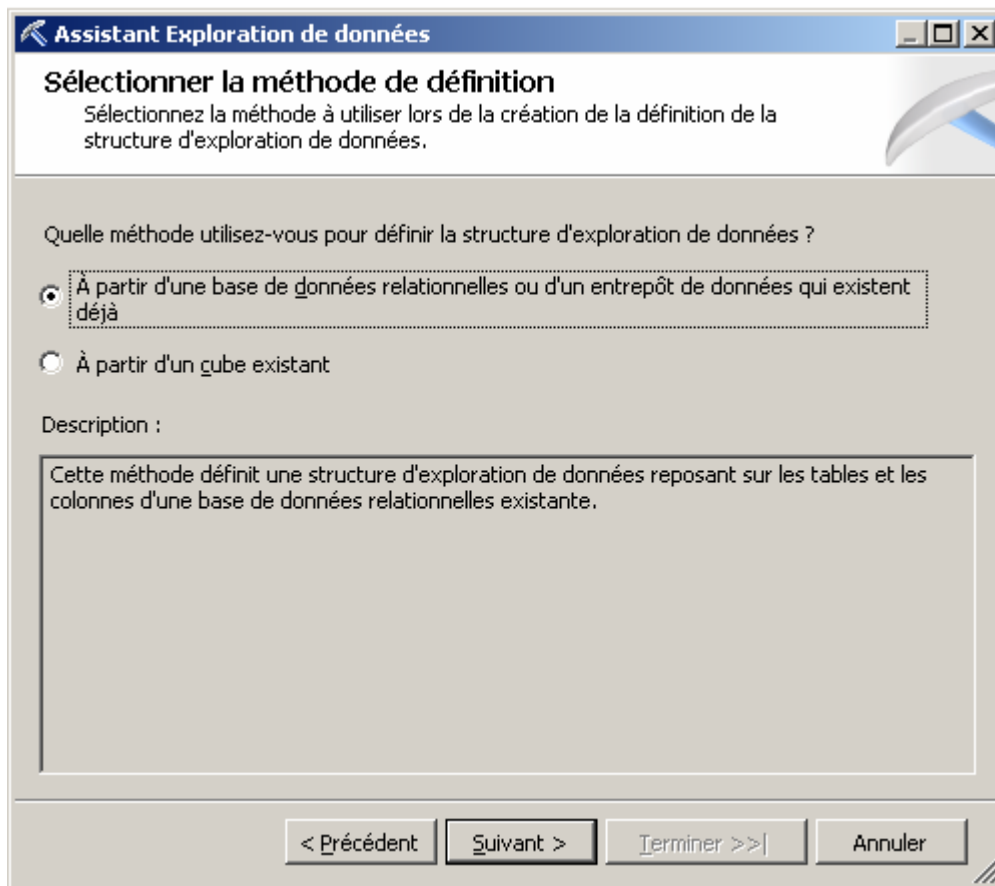 Assistant Exploration de données
Sélectionner la méthode de définition
Sélectionnez la méthode à utiliser lors de la création de la définition de la
structure d'exploration de données.
Quelle méthode utilisez-vous pour définir la structure d'exploration de données ?
À partir d'une base de données relationnelles ou d'un entrepôt de données qui existent
déjà
À partir d'un cube existant
Description :
Cette méthode définit une structure d'exploration de données reposant sur les tables et les
colonnes d'une base de données relationnelles existante.
< Précédent
Suivant >
Terminer >>|
Annuler